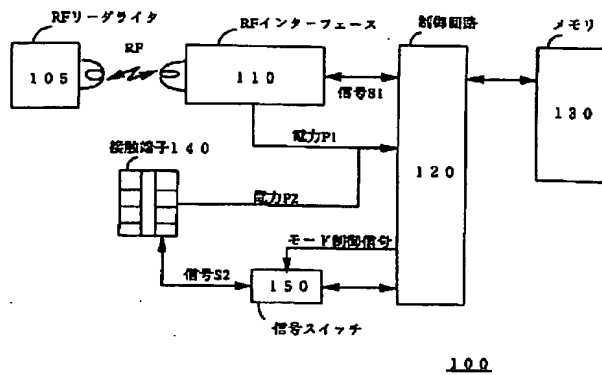 RFリーダライタ
RFインターフェース
制御回路
メモリ
RF
105
110
信号S1
130
電力P1
接触端子140
120
電力P2
モード制御信号
信号S2
150
信号スイッチ
100